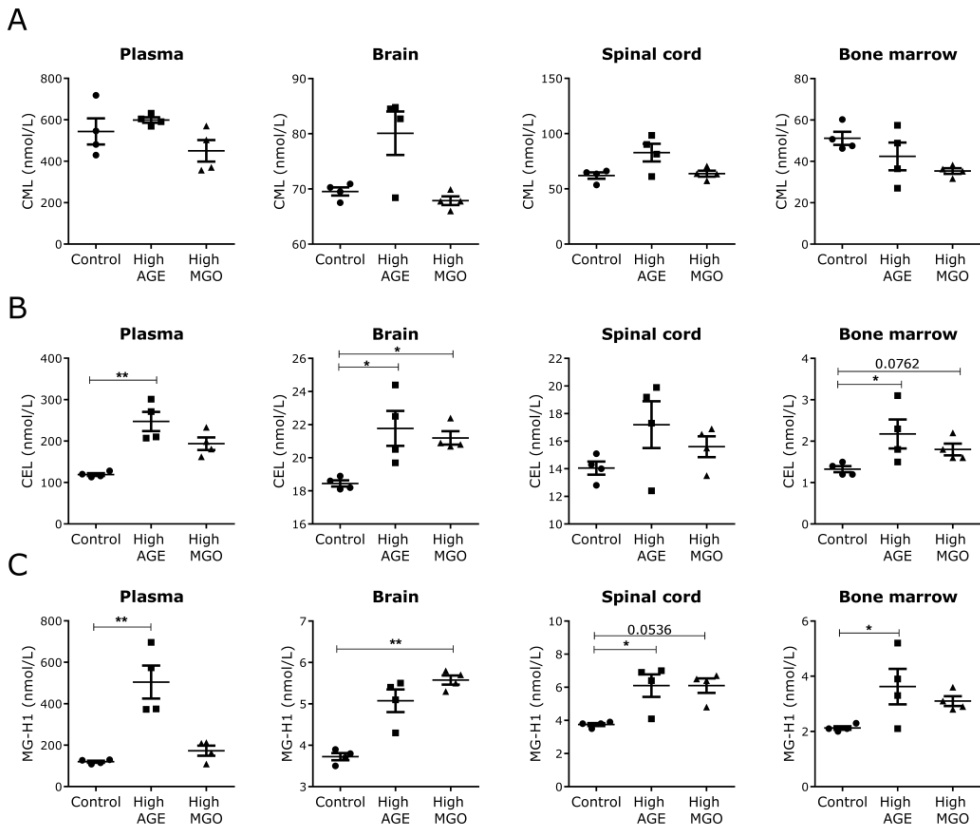 A
Plasma
Brain
Spinal cord
Bone marrow
CML (nmol/L)
800
600
400
200
0
Control
High AGE
High MGO
CML (nmol/L)
90
80
70
60
Control
High AGE
High MGO
CML (nmol/L)
150
100
50
0
Control
High AGE
High MGO
CML (nmol/L)
80
60
40
20
0
Control
High AGE
High MGO
B
Plasma
Brain
Spinal cord
Bone marrow
CEL (nmol/L)
400
300
200
100
0
**
Control
High AGE
High MGO
CEL (nmol/L)
26
24
22
20
18
16
*
*
Control
High AGE
High MGO
CEL (nmol/L)
22
20
18
16
14
12
10
Control
High AGE
High MGO
CEL (nmol/L)
4
3
2
1
0
0.0762
*
Control
High AGE
High MGO
C
Plasma
Brain
Spinal cord
Bone marrow
MG-H1 (nmol/L)
800
600
400
200
0
**
Control
High AGE
High MGO
MG-H1 (nmol/L)
7
6
5
4
3
**
Control
High AGE
High MGO
MG-H1 (nmol/L)
10
8
6
4
2
0
0.0536
*
Control
High AGE
High MGO
MG-H1 (nmol/L)
6
4
2
0
*
Control
High AGE
High MGO